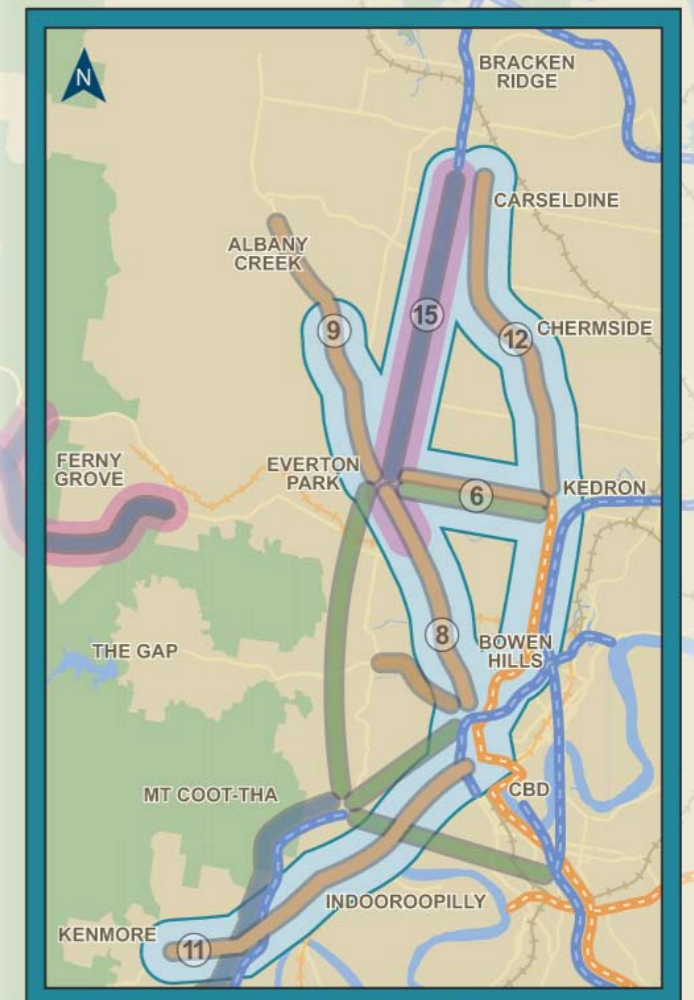 N
BRACKEN
RIDGE
CARSELDINE
ALBANY
CREEK
15
9
12
CHERMSIDE
FERNY
GROVE
EVERTON
PARK
6
KEDRON
8
BOWEN
HILLS
THE GAP
MT COOT-THA
CBD
INDOOROOPILLY
KENMORE
11